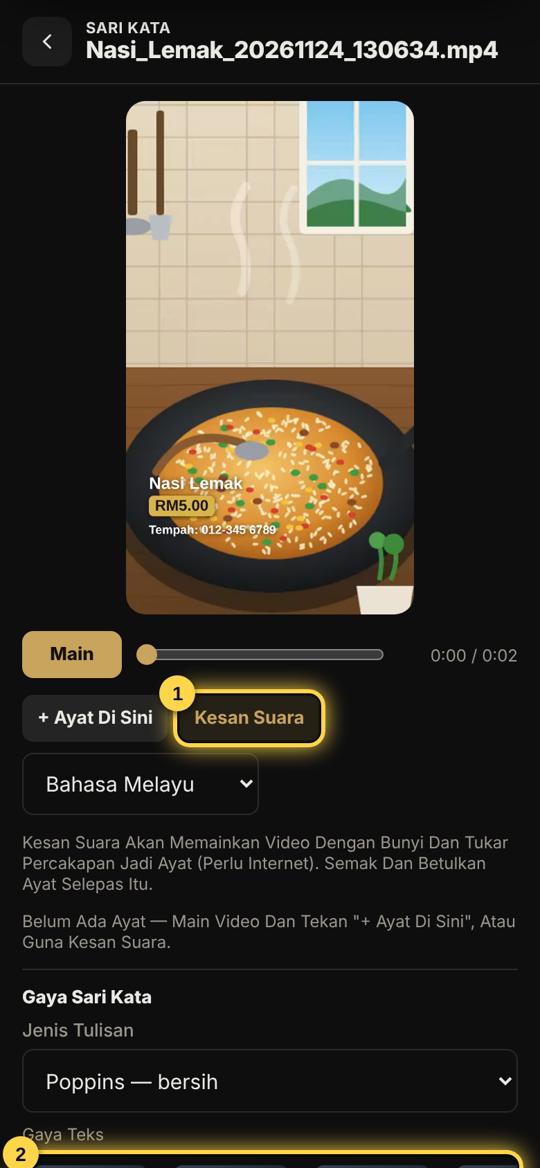 SARI KATA
Nasi_Lemak_20261124_130634.mp4
Nasi Lemak
RM5.00
Tempah: 012-345 6789
Main
0:00 / 0:02
1
+ Ayat Di Sini
Kesan Suara
Bahasa Melayu
Kesan Suara Akan Memainkan Video Dengan Bunyi Dan Tukar
Percakapan Jadi Ayat (Perlu Internet). Semak Dan Betulkan
Ayat Selepas Itu.
Belum Ada Ayat — Main Video Dan Tekan "+ Ayat Di Sini", Atau
Guna Kesan Suara.
Gaya Sari Kata
Jenis Tulisan
Poppins — bersih
Gaya Teks
2